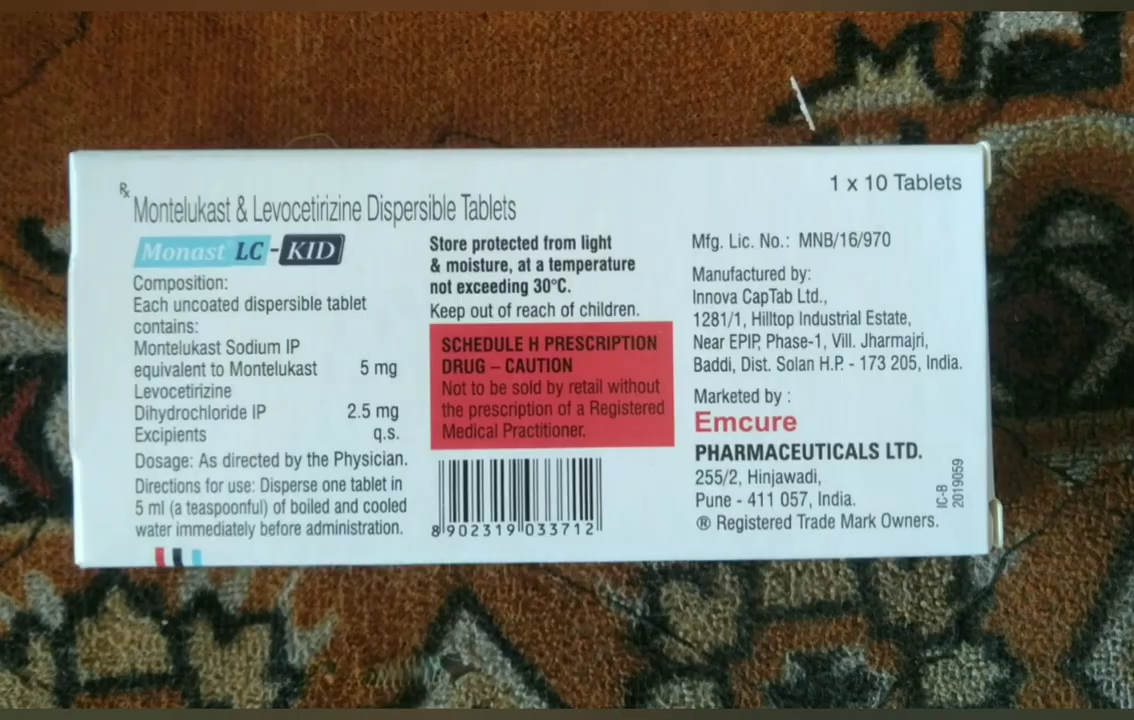 Rx Montelukast & Levocetirizine Dispersible Tablets
Monast® LC-KID
Composition:
Each uncoated dispersible tablet
contains:
Montelukast Sodium IP
equivalent to Montelukast 5 mg
Levocetirizine
Dihydrochloride IP 2.5 mg
Excipients q.s.
Dosage: As directed by the Physician.
Directions for use: Disperse one tablet in
5 ml (a teaspoonful) of boiled and cooled
water immediately before administration.
Store protected from light
& moisture, at a temperature
not exceeding 30°C.
Keep out of reach of children.
SCHEDULE H PRESCRIPTION
DRUG – CAUTION
Not to be sold by retail without
the prescription of a Registered
Medical Practitioner.
8 902319 033712
1 x 10 Tablets
Mfg. Lic. No.: MNB/16/970
Manufactured by:
Innova CapTab Ltd.,
1281/1, Hilltop Industrial Estate,
Near EPIP, Phase-1, Vill. Jharmajri,
Baddi, Dist. Solan H.P. - 173 205, India.
Marketed by :
Emcure
PHARMACEUTICALS LTD.
255/2, Hinjawadi,
Pune - 411 057, India.
® Registered Trade Mark Owners.
IC-B
2019059